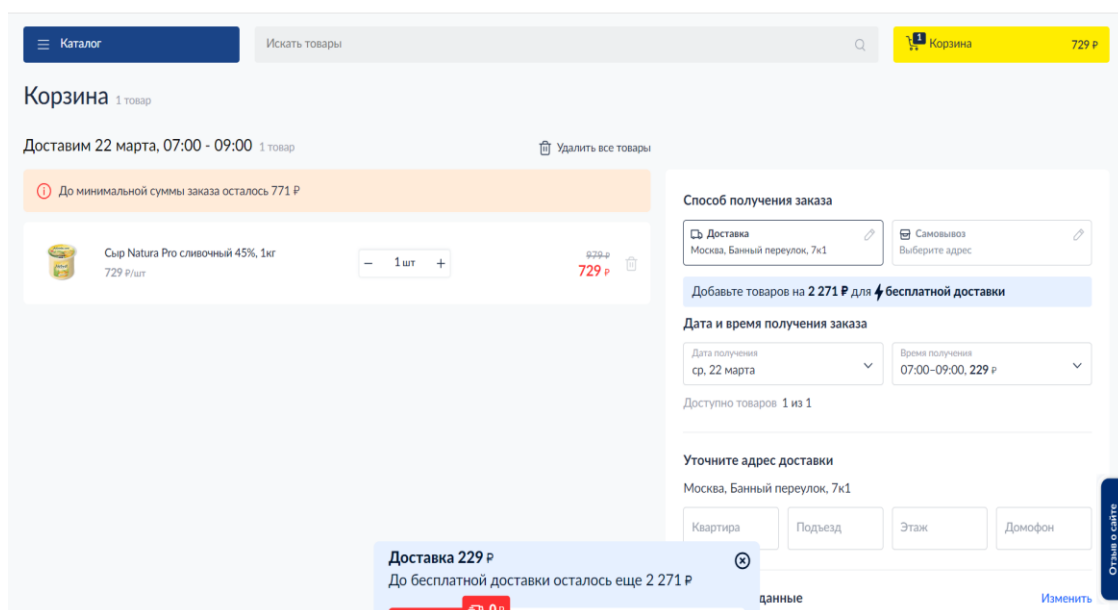 Каталог
Искать товары
1
Корзина
729 ₽
Корзина 1 товар
Доставим 22 марта, 07:00 - 09:00 1 товар
Удалить все товары
До минимальной суммы заказа осталось 771 ₽
Сыр Natura Pro сливочный 45%, 1кг
729 ₽/шт
1 шт
979 ₽
729 ₽
Способ получения заказа
Доставка
Москва, Банный переулок, 7к1
Самовывоз
Выберите адрес
Добавьте товаров на 2 271 ₽ для бесплатной доставки
Дата и время получения заказа
Дата получения
ср, 22 марта
Время получения
07:00–09:00, 229 ₽
Доступно товаров 1 из 1
Уточните адрес доставки
Москва, Банный переулок, 7к1
Квартира
Подъезд
Этаж
Домофон
Отзыв о сайте
Доставка 229 ₽
До бесплатной доставки осталось еще 2 271 ₽
данные
Изменить